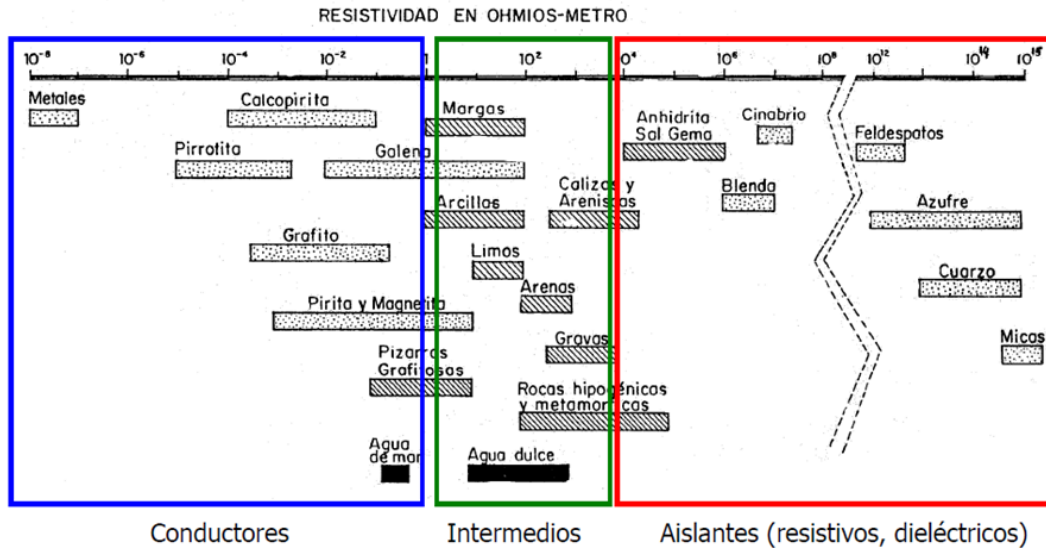 RESISTIVIDAD EN OHMIOS-METRO
10⁻⁸ 10⁻⁴ 10⁻² 1 10² 10⁴ 10⁶ 10⁸ 10¹² 10¹⁴ 10¹⁵
Metales
Calcopirita
Margas
Anhidrita
Sal Gema
Cinabrio
Feldespatos
Pirrotita
Galena
Blenda
Arcillas
Calizas y
Areniscas
Azufre
Grafito
Limos
Cuarzo
Arenas
Pirita y Magnetita
Gravas
Micas
Pizarras
Grafitosas
Rocas hipogénicas
y metamórficas
Agua
de mar
Agua dulce
Conductores
Intermedios
Aislantes (resistivos, dieléctricos)